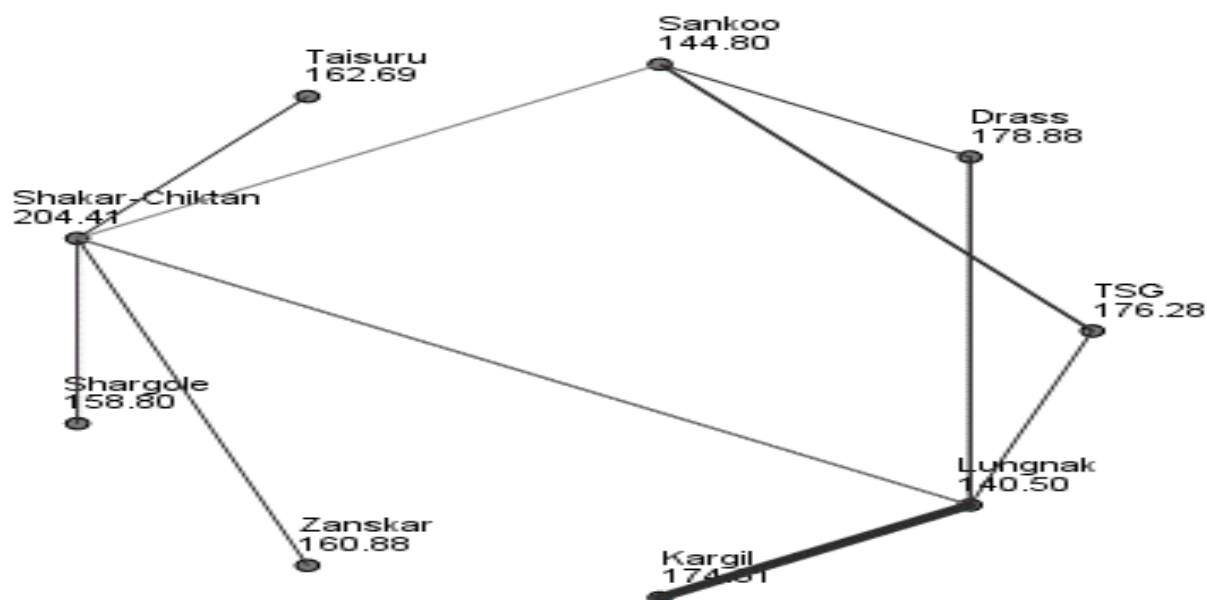 Sankoo
144.80
Taisuru
162.69
Drass
178.88
Shakar-Chiktan
204.41
TSG
176.28
Shargole
158.80
Lungnak
140.50
Zanskar
160.88
Kargil